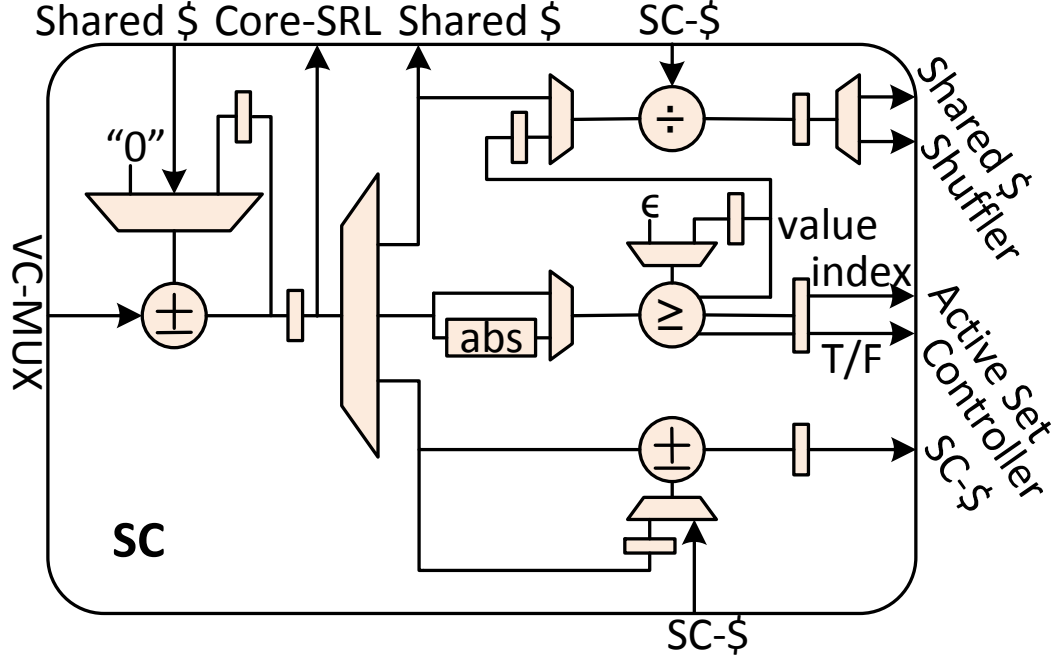 Shared $ Core-SRL Shared $ SC-$
Shared $
Shuffler
"0"
÷
ϵ
value
index
VC-MUX
±
abs
≥
T/F
Active Set
Controller
±
SC-$
SC
SC-$